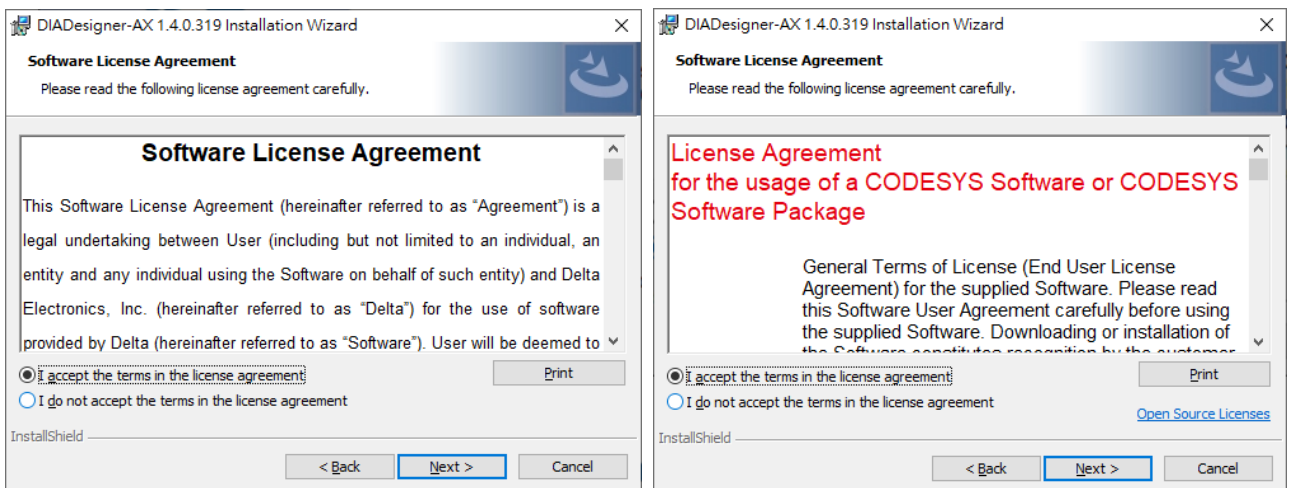 DIADesigner-AX 1.4.0.319 Installation Wizard
Software License Agreement
Please read the following license agreement carefully.
Software License Agreement
This Software License Agreement (hereinafter referred to as “Agreement”) is a
legal undertaking between User (including but not limited to an individual, an
entity and any individual using the Software on behalf of such entity) and Delta
Electronics, Inc. (hereinafter referred to as “Delta”) for the use of software
provided by Delta (hereinafter referred to as “Software”). User will be deemed to
I accept the terms in the license agreement
Print
I do not accept the terms in the license agreement
InstallShield
< Back
Next >
Cancel
DIADesigner-AX 1.4.0.319 Installation Wizard
Software License Agreement
Please read the following license agreement carefully.
License Agreement
for the usage of a CODESYS Software or CODESYS
Software Package
General Terms of License (End User License
Agreement) for the supplied Software. Please read
this Software User Agreement carefully before using
the supplied Software. Downloading or installation of
the Software constitutes recognition by the customer
I accept the terms in the license agreement
Print
I do not accept the terms in the license agreement
Open Source Licenses
InstallShield
< Back
Next >
Cancel